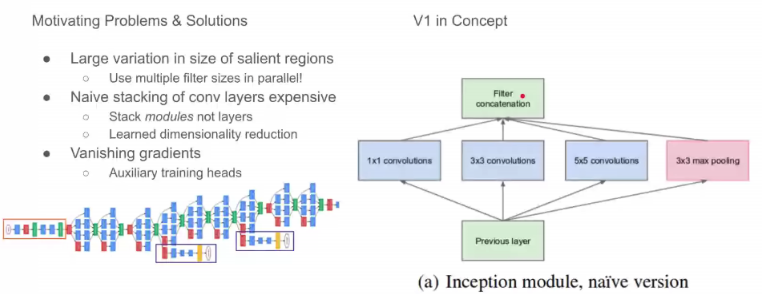 Motivating Problems & Solutions
● Large variation in size of salient regions
○ Use multiple filter sizes in parallel!
● Naive stacking of conv layers expensive
○ Stack modules not layers
○ Learned dimensionality reduction
● Vanishing gradients
○ Auxiliary training heads
V1 in Concept
Filter
concatenation
1x1 convolutions
3x3 convolutions
5x5 convolutions
3x3 max pooling
Previous layer
(a) Inception module, naïve version